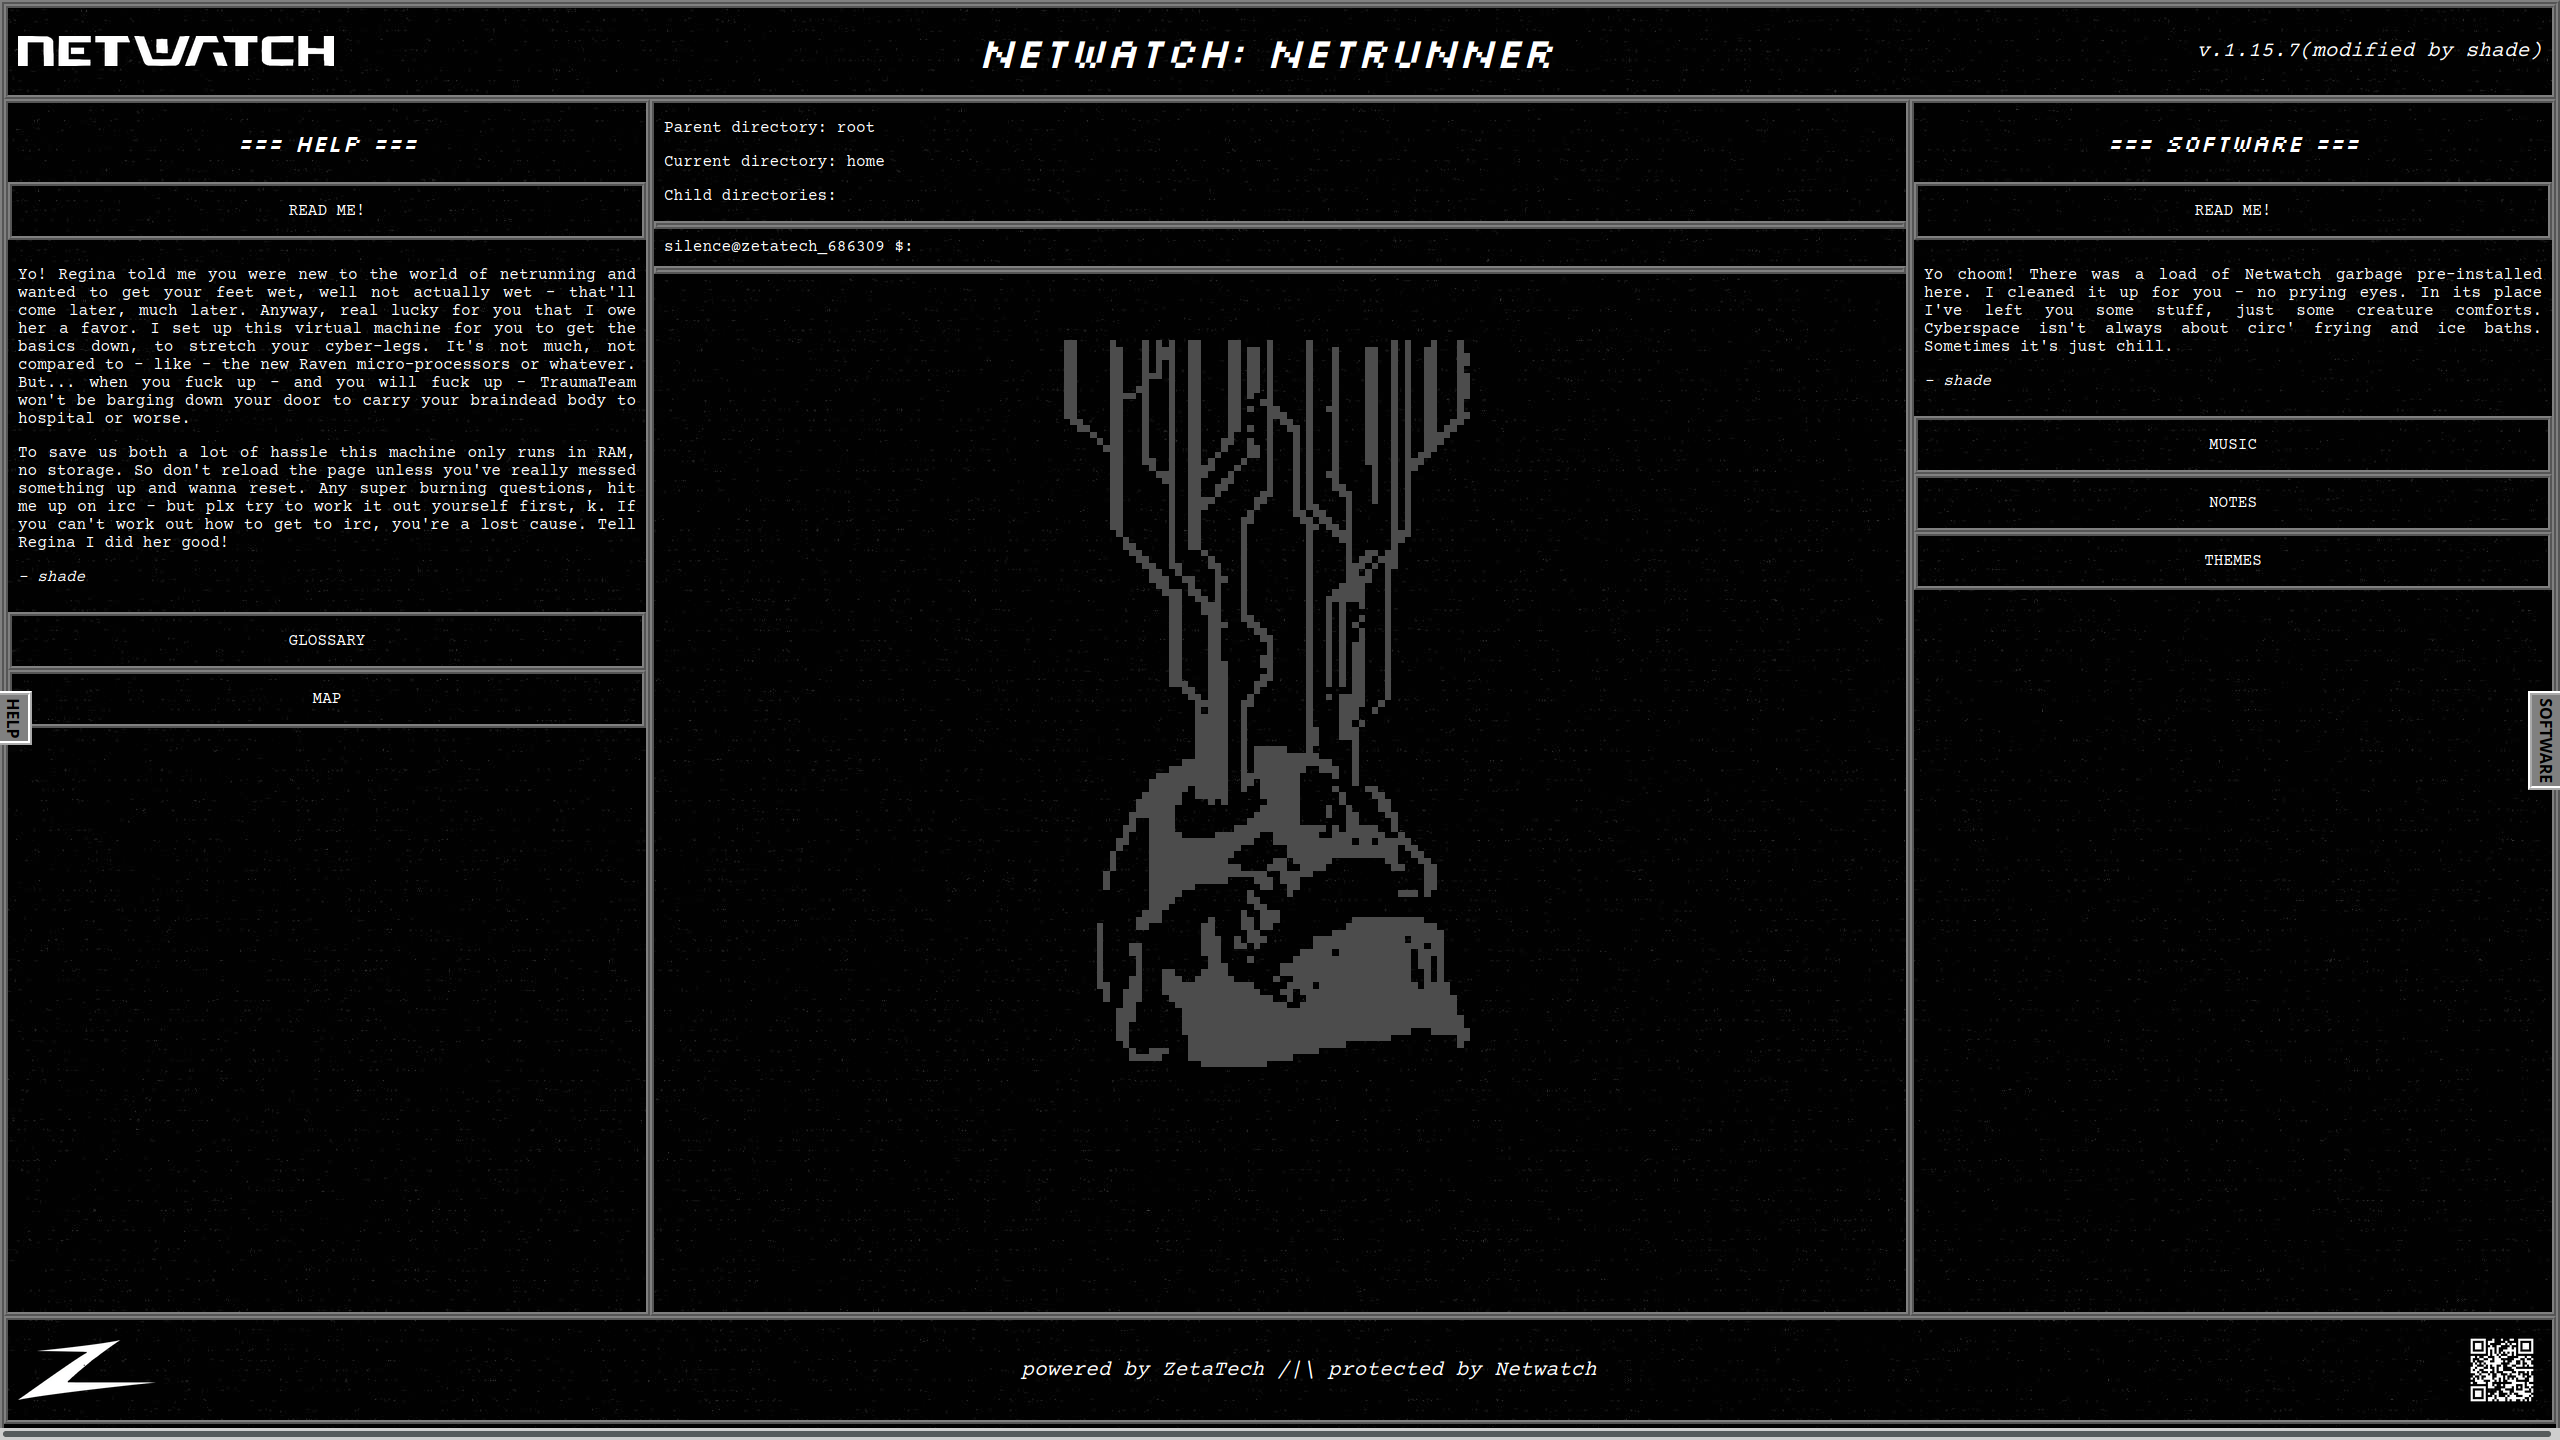 NETWATCH
NETWATCH: NETRUNNER
v.1.15.7(modified by shade)
=== HELP ===
READ ME!
Yo! Regina told me you were new to the world of netrunning and
wanted to get your feet wet, well not actually wet - that'll
come later, much later. Anyway, real lucky for you that I owe
her a favor. I set up this virtual machine for you to get the
basics down, to stretch your cyber-legs. It's not much, not
compared to - like - the new Raven micro-processors or whatever.
But... when you fuck up - and you will fuck up - TraumaTeam
won't be barging down your door to carry your braindead body to
hospital or worse.
To save us both a lot of hassle this machine only runs in RAM,
no storage. So don't reload the page unless you've really messed
something up and wanna reset. Any super burning questions, hit
me up on irc - but plx try to work it out yourself first, k. If
you can't work out how to get to irc, you're a lost cause. Tell
Regina I did her good!
- shade
GLOSSARY
MAP
HELP
Parent directory: root
Current directory: home
Child directories:
silence@zetatech_686309 $:
=== SOFTWARE ===
READ ME!
Yo choom! There was a load of Netwatch garbage pre-installed
here. I cleaned it up for you - no prying eyes. In its place
I've left you some stuff, just some creature comforts.
Cyberspace isn't always about circ' frying and ice baths.
Sometimes it's just chill.
- shade
MUSIC
NOTES
THEMES
SOFTWARE
powered by ZetaTech /|\ protected by Netwatch